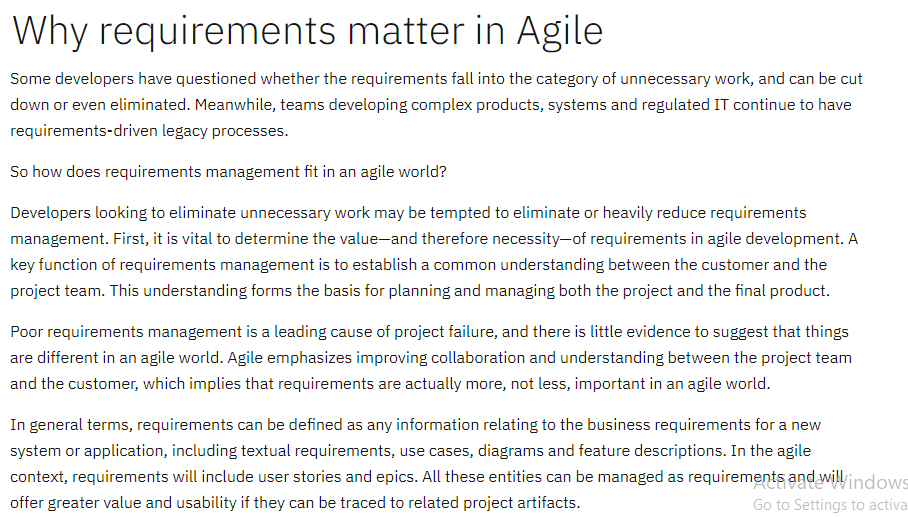 Why requirements matter in Agile
Some developers have questioned whether the requirements fall into the category of unnecessary work, and can be cut
down or even eliminated. Meanwhile, teams developing complex products, systems and regulated IT continue to have
requirements-driven legacy processes.
So how does requirements management fit in an agile world?
Developers looking to eliminate unnecessary work may be tempted to eliminate or heavily reduce requirements
management. First, it is vital to determine the value—and therefore necessity—of requirements in agile development. A
key function of requirements management is to establish a common understanding between the customer and the
project team. This understanding forms the basis for planning and managing both the project and the final product.
Poor requirements management is a leading cause of project failure, and there is little evidence to suggest that things
are different in an agile world. Agile emphasizes improving collaboration and understanding between the project team
and the customer, which implies that requirements are actually more, not less, important in an agile world.
In general terms, requirements can be defined as any information relating to the business requirements for a new
system or application, including textual requirements, use cases, diagrams and feature descriptions. In the agile
context, requirements will include user stories and epics. All these entities can be managed as requirements and will
offer greater value and usability if they can be traced to related project artifacts.
Activate Windows
Go to Settings to activa